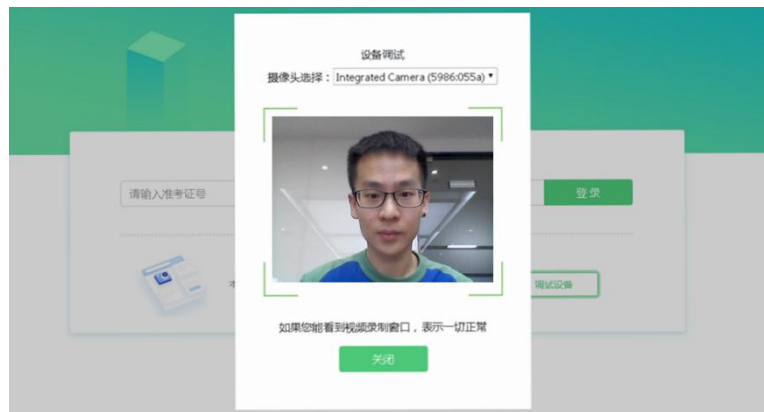 设备调试
摄像头选择： Integrated Camera (5986:055a)
请输入准考证号
登录
本
调试设备
如果您能看到视频录制窗口，表示一切正常
关闭